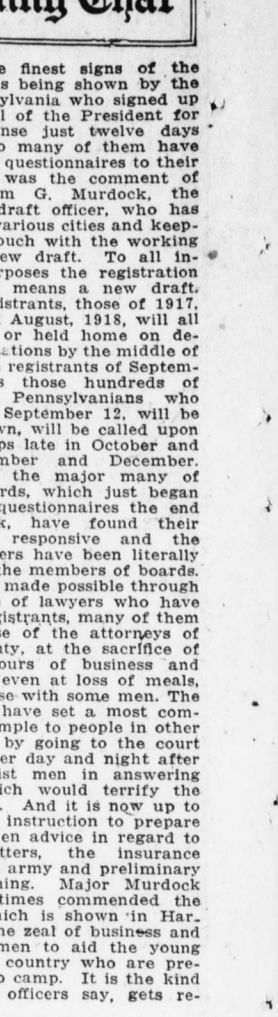 ning Chat
e finest signs of the
s being shown by the
sylvania who signed up
l of the President for
nse just twelve days
o many of them have
questionnaires to their
was the comment of
m G. Murdock, the
draft officer, who has
various cities and keep-
ouch with the working
ew draft. To all in-
rposes the registration
means a new draft.
istrants, those of 1917,
August, 1918, will all
or held home on de-
ations by the middle of
registrants of Septem-
s those hundreds of
Pennsylvanians who
September 12, will be
wn, will be called upon
ps late in October and
mber and December.
the major many of
rds, which just began
questionnaires the end
k, have found their
responsive and the
ers have been literally
the members of boards.
made possible through
of lawyers who have
istrants, many of them
se of the attorneys of
nty, at the sacrifice of
ours of business and
even at loss of meals,
se with some men. The
have set a most com-
mple to people in other
by going to the court
er day and night after
ist men in answering
ich would terrify the
. And it is now up to
instruction to prepare
en advice in regard to
tters, the insurance
army and preliminary
ning. Major Murdock
times commended the
hich is shown in Har-
he zeal of business and
men to aid the young
country who are pre-
o camp. It is the kind
officers say, gets re-